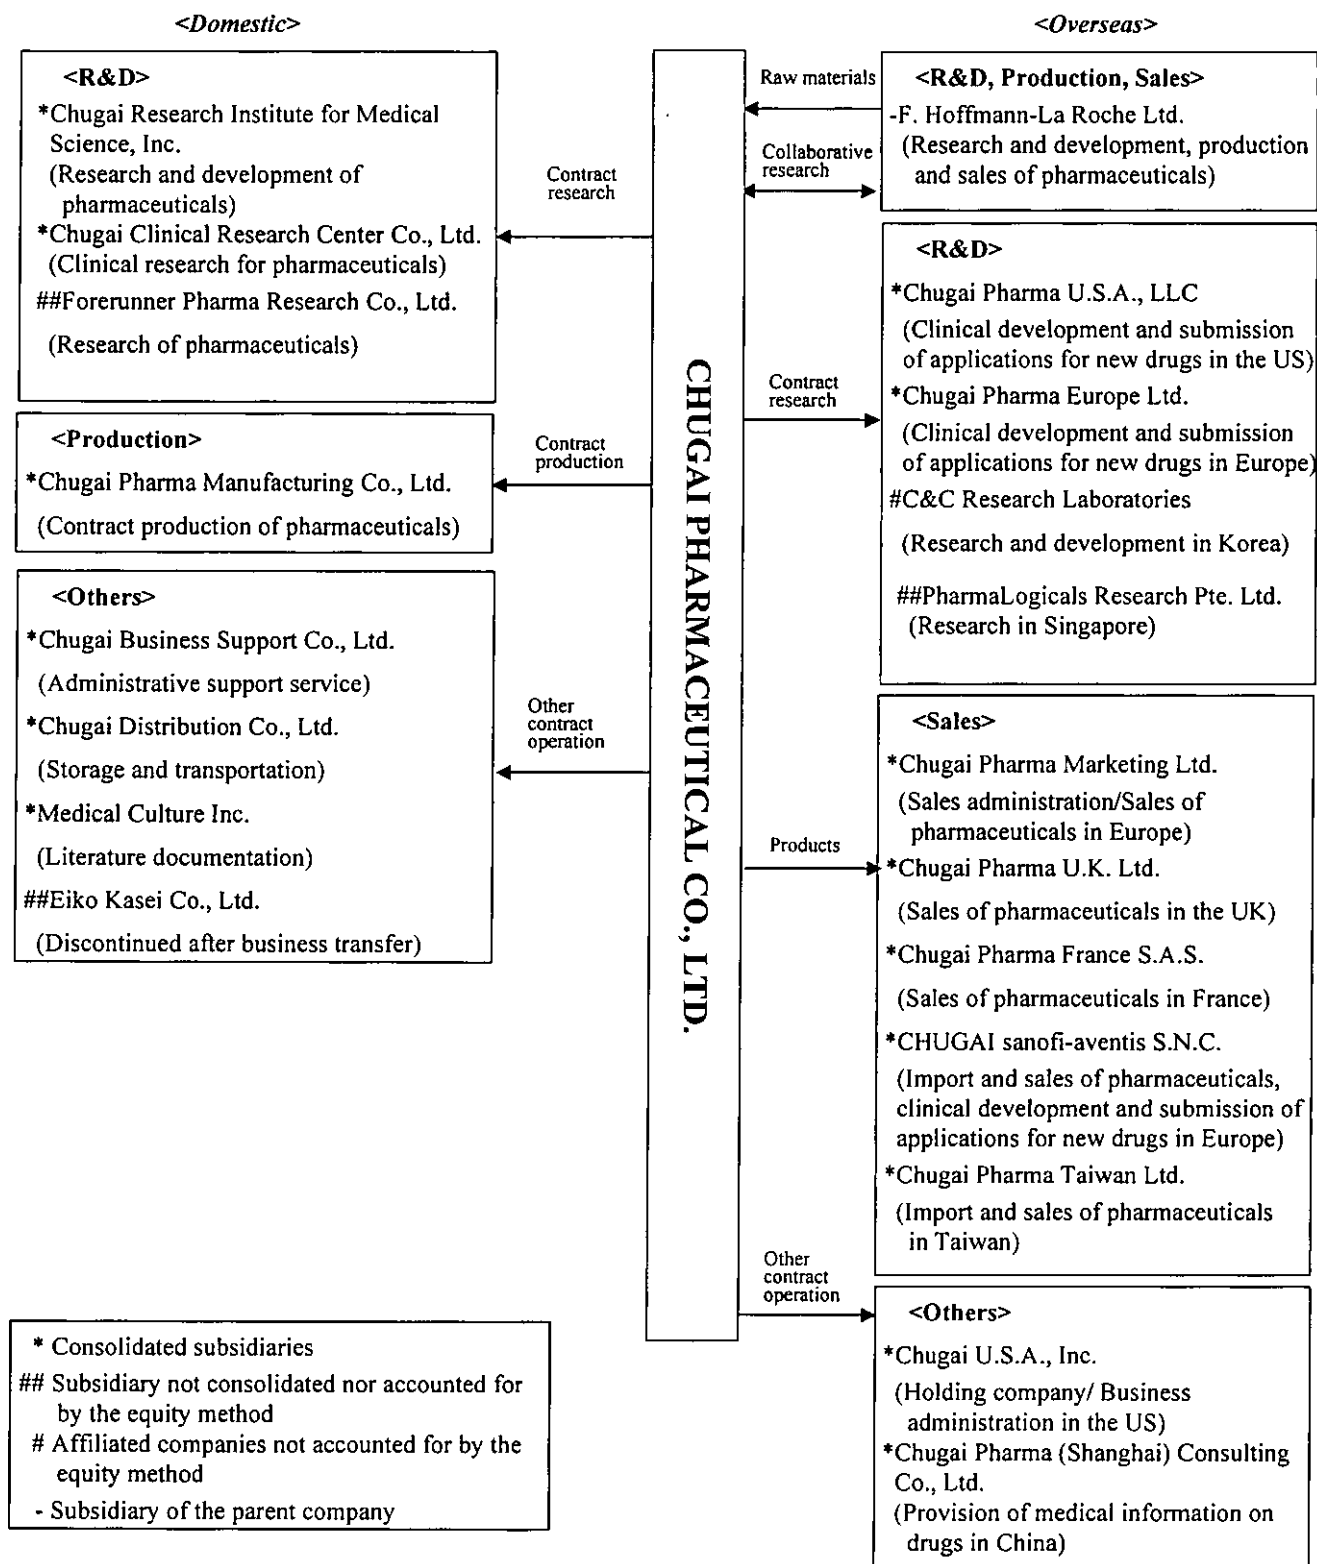 <Domestic>
<R&D>
*Chugai Research Institute for Medical
Science, Inc.
(Research and development of
pharmaceuticals)
*Chugai Clinical Research Center Co., Ltd.
(Clinical research for pharmaceuticals)
##Forerunner Pharma Research Co., Ltd.
(Research of pharmaceuticals)
Contract
research
<Production>
*Chugai Pharma Manufacturing Co., Ltd.
(Contract production of pharmaceuticals)
Contract
production
<Others>
*Chugai Business Support Co., Ltd.
(Administrative support service)
*Chugai Distribution Co., Ltd.
(Storage and transportation)
*Medical Culture Inc.
(Literature documentation)
##Eiko Kasei Co., Ltd.
(Discontinued after business transfer)
Other
contract
operation
CHUGAI PHARMACEUTICAL CO., LTD.
<Overseas>
Raw materials
Collaborative
research
<R&D, Production, Sales>
-F. Hoffmann-La Roche Ltd.
(Research and development, production
and sales of pharmaceuticals)
Contract
research
<R&D>
*Chugai Pharma U.S.A., LLC
(Clinical development and submission
of applications for new drugs in the US)
*Chugai Pharma Europe Ltd.
(Clinical development and submission
of applications for new drugs in Europe)
#C&C Research Laboratories
(Research and development in Korea)
##PharmaLogicals Research Pte. Ltd.
(Research in Singapore)
Products
<Sales>
*Chugai Pharma Marketing Ltd.
(Sales administration/Sales of
pharmaceuticals in Europe)
*Chugai Pharma U.K. Ltd.
(Sales of pharmaceuticals in the UK)
*Chugai Pharma France S.A.S.
(Sales of pharmaceuticals in France)
*CHUGAI sanofi-aventis S.N.C.
(Import and sales of pharmaceuticals,
clinical development and submission of
applications for new drugs in Europe)
*Chugai Pharma Taiwan Ltd.
(Import and sales of pharmaceuticals
in Taiwan)
Other
contract
operation
<Others>
*Chugai U.S.A., Inc.
(Holding company/ Business
administration in the US)
*Chugai Pharma (Shanghai) Consulting
Co., Ltd.
(Provision of medical information on
drugs in China)
* Consolidated subsidiaries
## Subsidiary not consolidated nor accounted for
by the equity method
# Affiliated companies not accounted for by the
equity method
- Subsidiary of the parent company